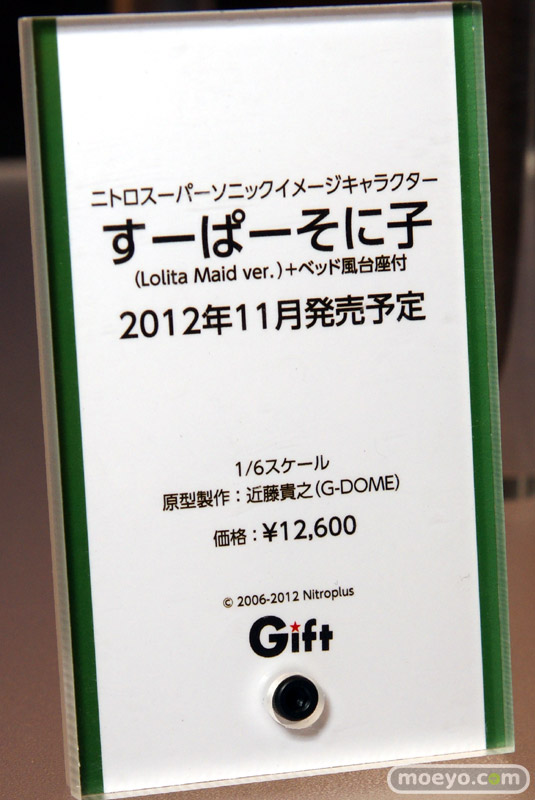 ニトロスーパーソニックイメージキャラクター
すーぱーそに子
(Lolita Maid ver.)+ベッド風台座付
2012年11月発売予定
1/6スケール
原型製作：近藤貴之(G-DOME)
価格：¥12,600
© 2006-2012 Nitroplus
Gift
moeyo.com